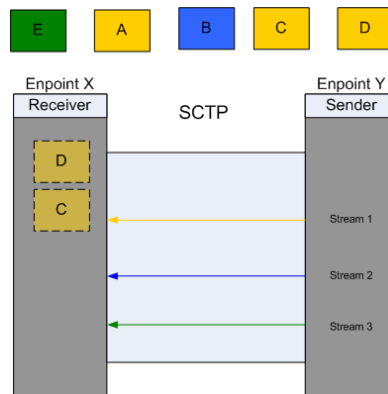 E A B C D
Enpoint X Enpoint Y
Receiver SCTP Sender
D
C
Stream 1
Stream 2
Stream 3